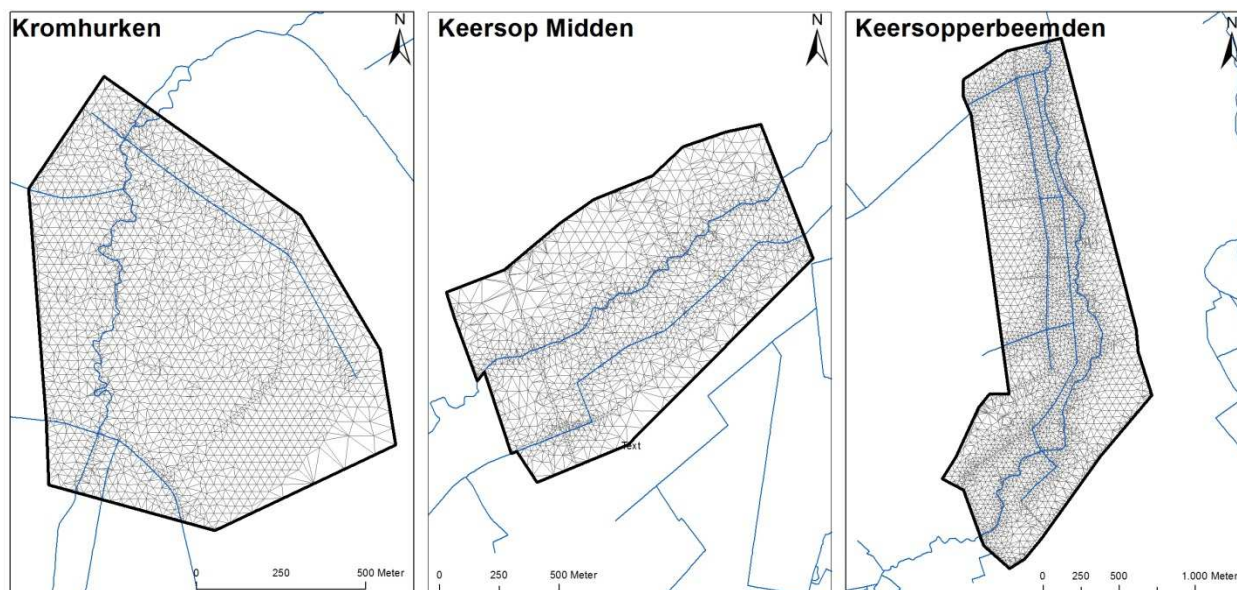 Kromhurken
N
0 250 500 Meter
Keersop Midden
N
Text
0 250 500 Meter
Keersopperbeemden
N
0 250 500 1.000 Meter